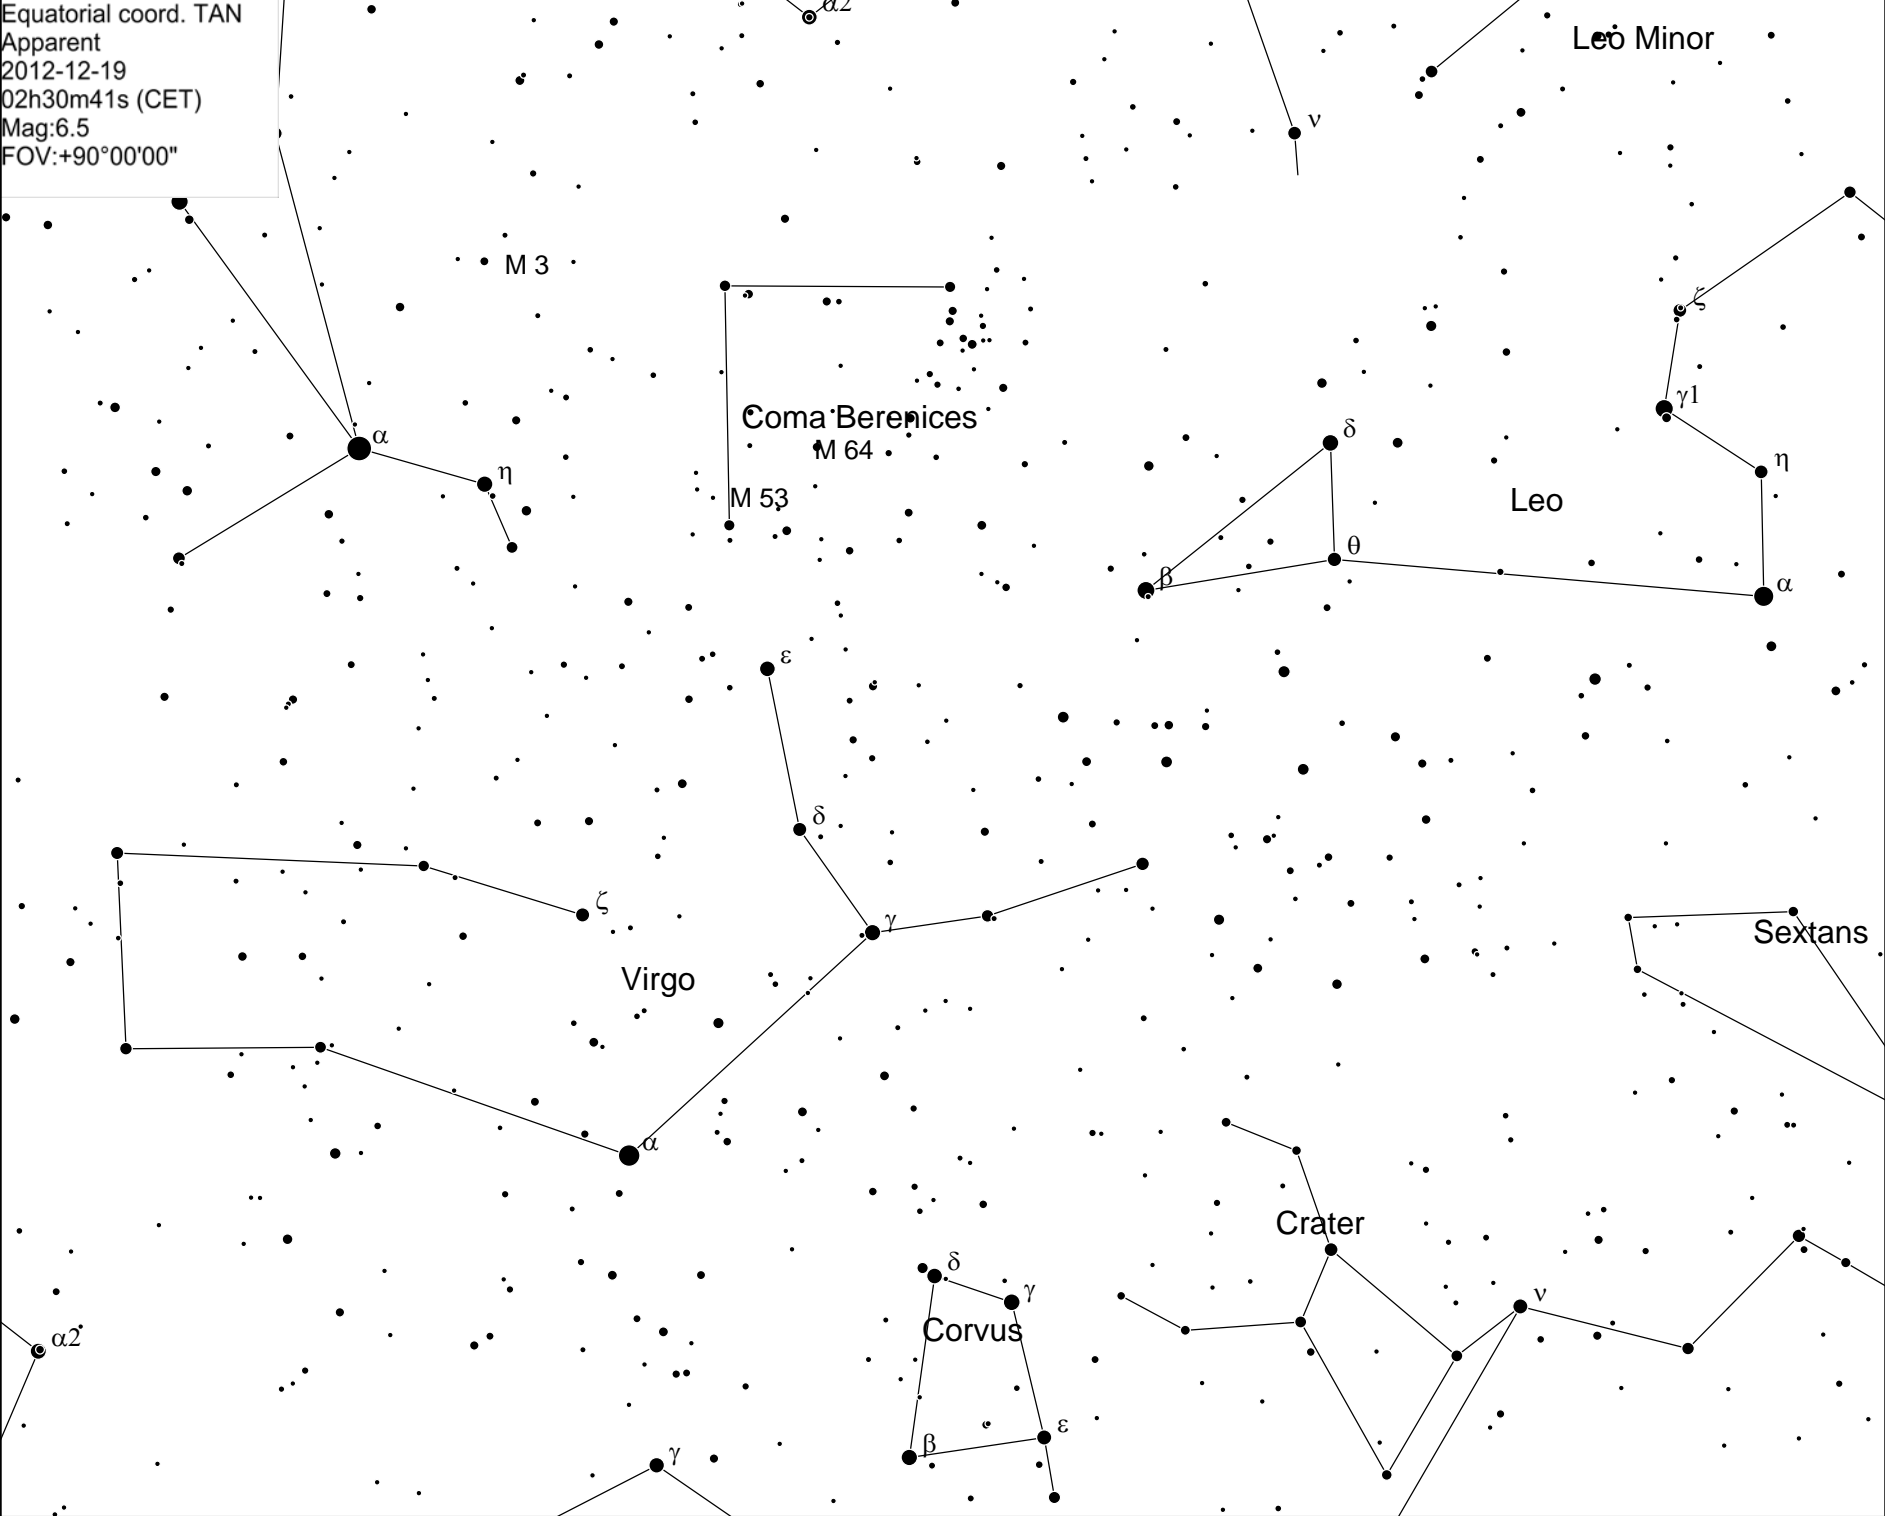 Equatorial coord. TAN
Apparent
2012-12-19
02h30m41s (CET)
Mag:6.5
FOV:+90°00'00"
α2
Leo Minor
ν
M 3
ζ
γ1
Coma Berenices
α
δ
M 64
η
η
M 53
Leo
θ
β
α
ε
δ
ζ
γ
Sextans
Virgo
α
Crater
δ
γ
ν
Corvus
α2
β
ε
γ